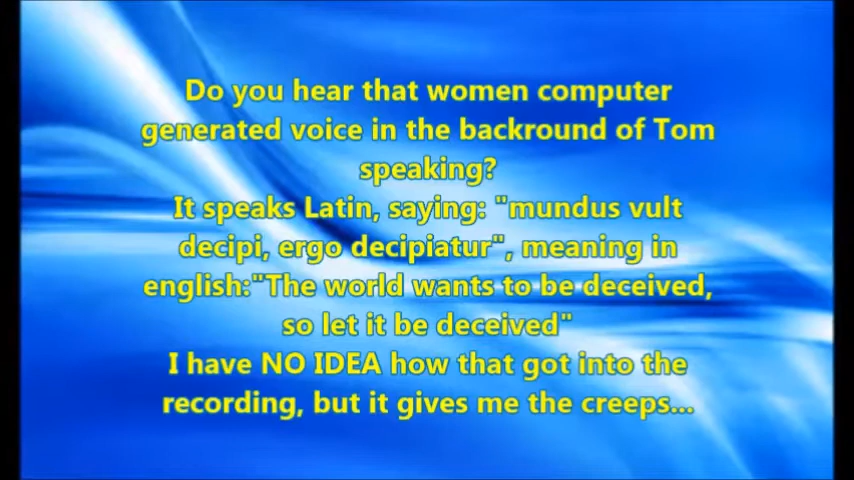 Do you hear that women computer
generated voice in the backround of Tom
speaking?
It speaks Latin, saying: "mundus vult
decipi, ergo decipiatur", meaning in
english:"The world wants to be deceived,
so let it be deceived"
I have NO IDEA how that got into the
recording, but it gives me the creeps...